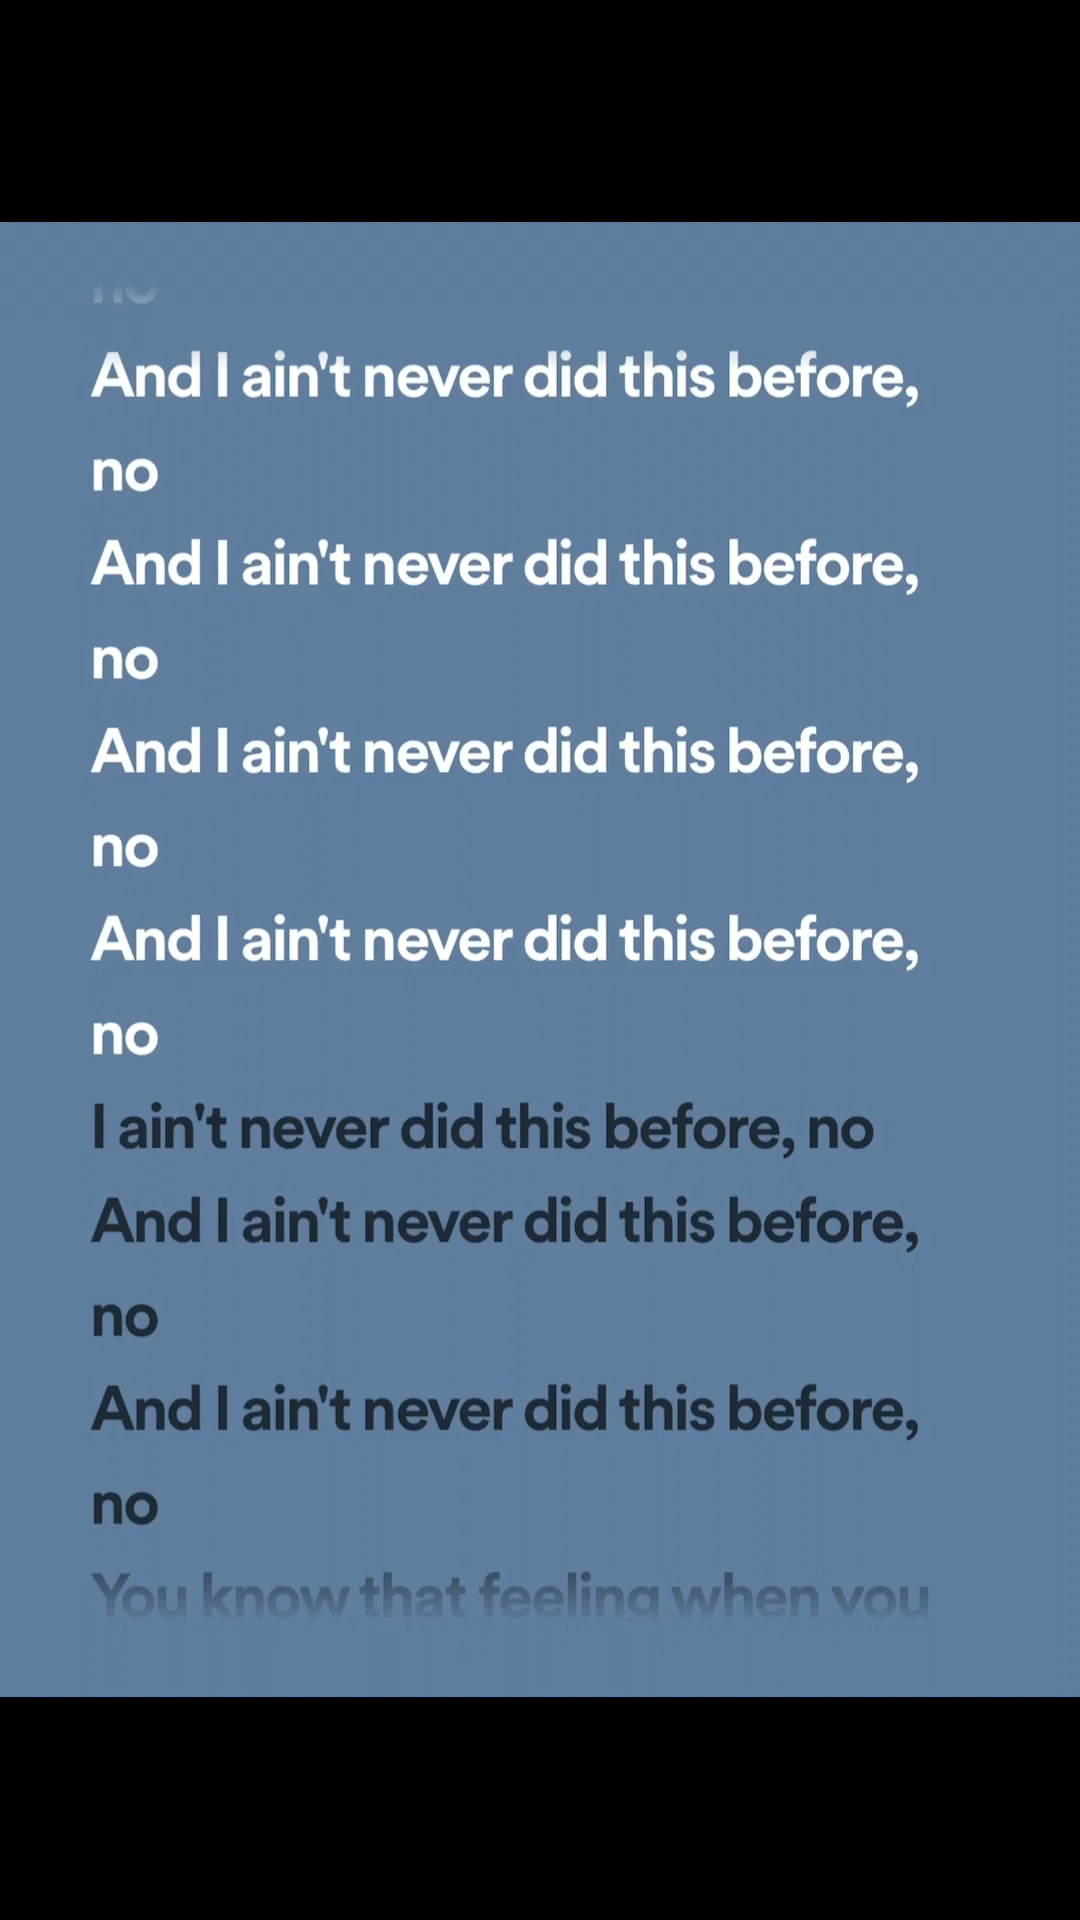 no
And I ain't never did this before,
no
And I ain't never did this before,
no
And I ain't never did this before,
no
And I ain't never did this before,
no
I ain't never did this before, no
And I ain't never did this before,
no
And I ain't never did this before,
no
You know that feeling when you